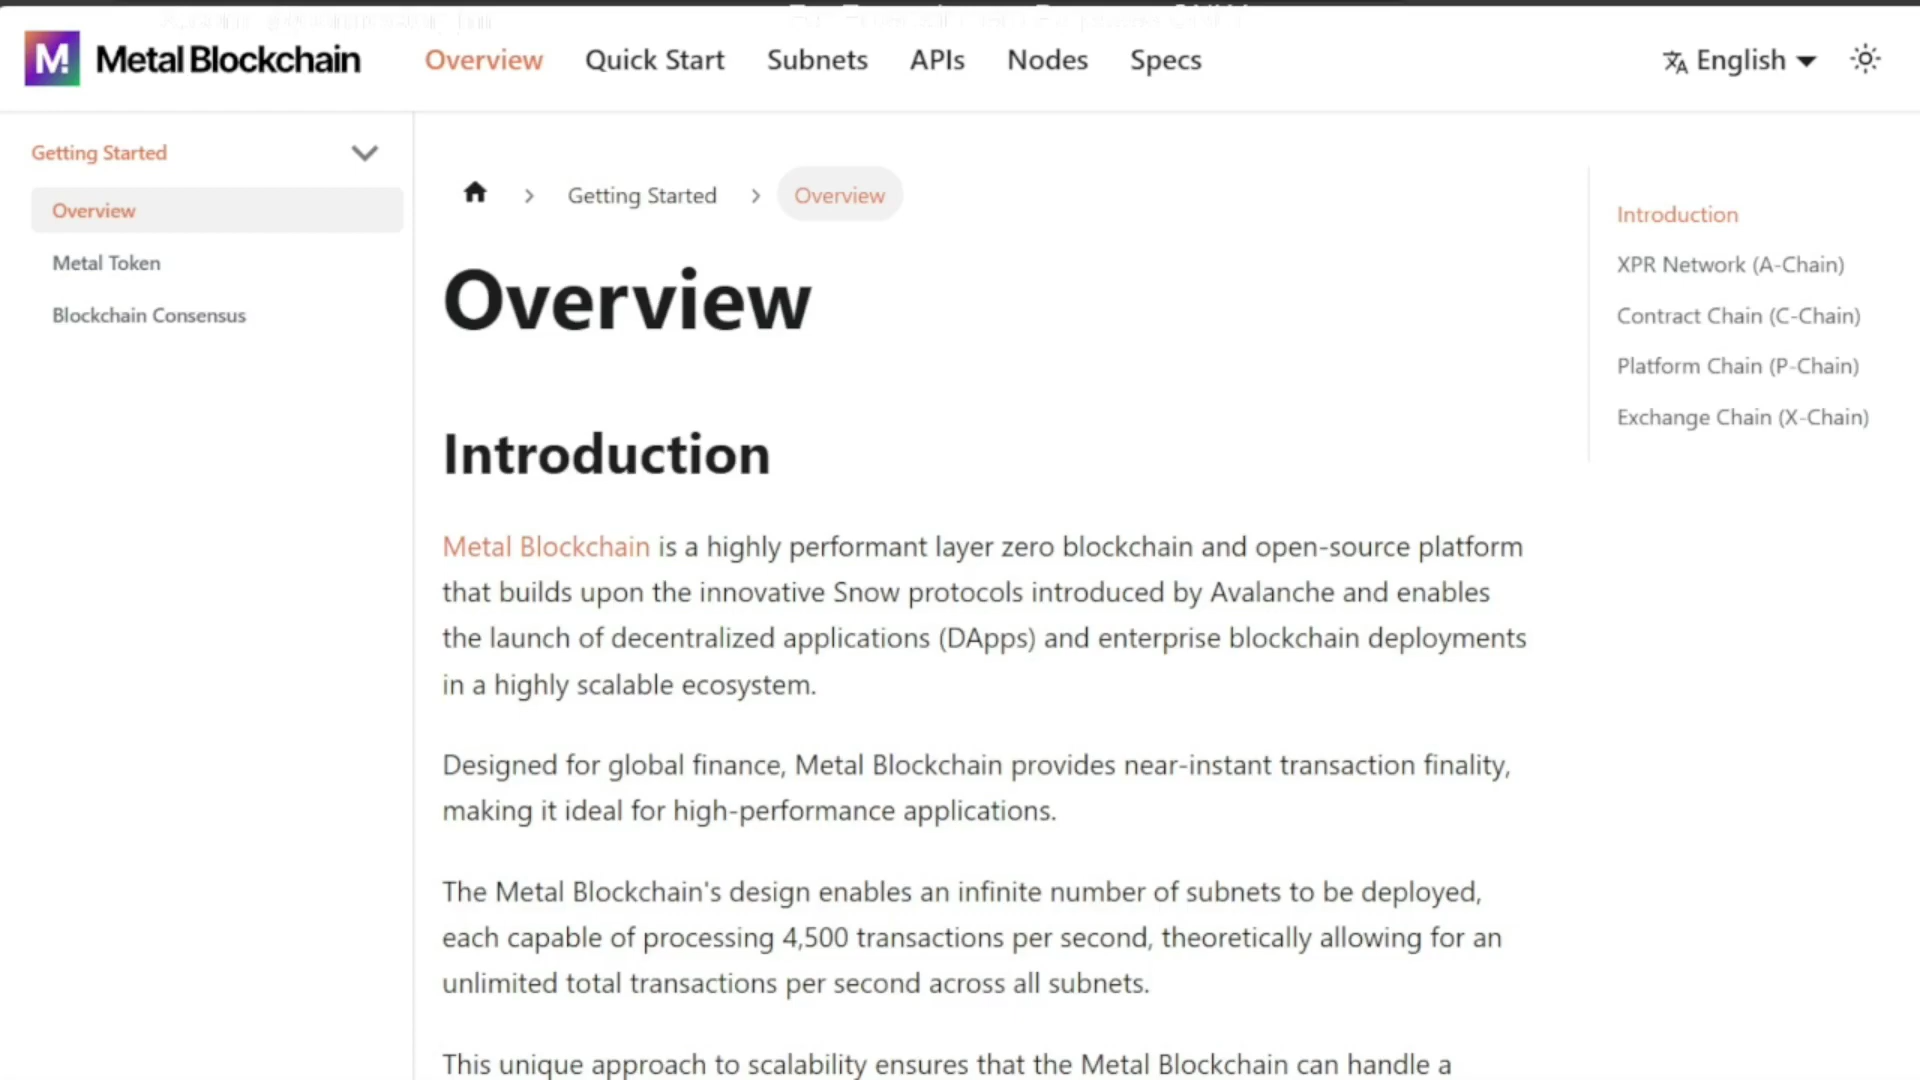 Metal Blockchain
Overview
Quick Start
Subnets
APIs
Nodes
Specs
English
Getting Started
Overview
Metal Token
Blockchain Consensus
Getting Started
Overview
Overview
Introduction
Metal Blockchain is a highly performant layer zero blockchain and open-source platform
that builds upon the innovative Snow protocols introduced by Avalanche and enables
the launch of decentralized applications (DApps) and enterprise blockchain deployments
in a highly scalable ecosystem.
Designed for global finance, Metal Blockchain provides near-instant transaction finality,
making it ideal for high-performance applications.
The Metal Blockchain's design enables an infinite number of subnets to be deployed,
each capable of processing 4,500 transactions per second, theoretically allowing for an
unlimited total transactions per second across all subnets.
This unique approach to scalability ensures that the Metal Blockchain can handle a
Introduction
XPR Network (A-Chain)
Contract Chain (C-Chain)
Platform Chain (P-Chain)
Exchange Chain (X-Chain)